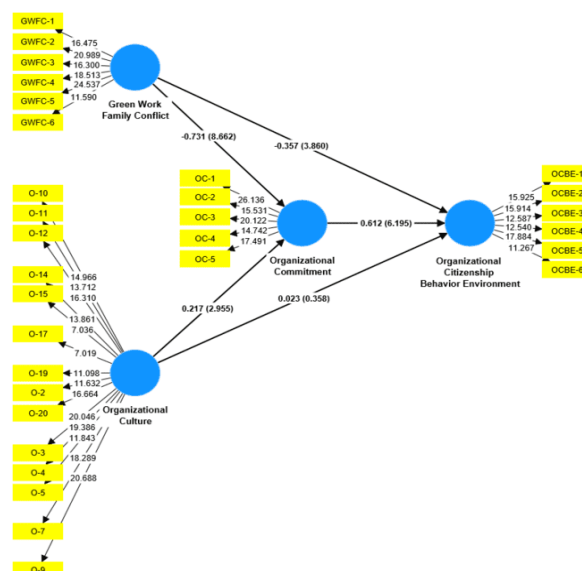 GWFC-1
GWFC-2
GWFC-3
GWFC-4
GWFC-5
GWFC-6
16.475
20.989
16.300
18.513
24.537
11.590
Green Work
Family Conflict
-0.731 (8.662)
-0.357 (3.860)
OC-1
OC-2
OC-3
OC-4
OC-5
26.136
15.531
20.122
14.742
17.491
Organizational
Commitment
0.612 (6.195)
OCBE-1
OCBE-2
OCBE-3
OCBE-4
OCBE-5
OCBE-6
15.925
15.914
12.587
12.540
17.884
11.267
Organizational
Citizenship
Behavior Environment
0.217 (2.955)
0.023 (0.358)
O-10
O-11
O-12
O-14
O-15
O-17
O-19
O-2
O-20
O-3
O-4
O-5
O-7
O-9
14.966
13.712
16.310
13.861
7.036
7.019
11.098
11.632
16.664
20.046
19.386
11.843
18.289
20.688
Organizational
Culture